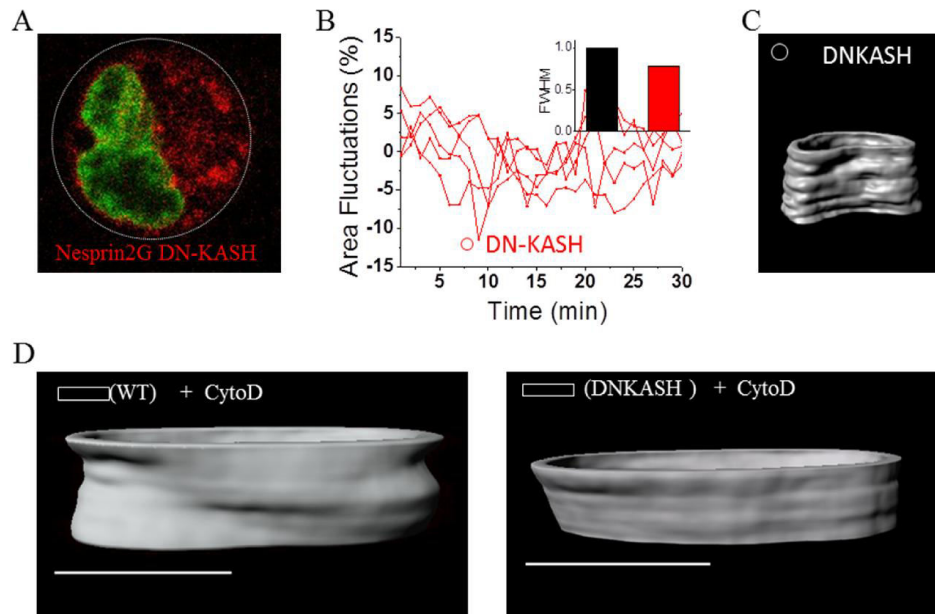 A
Nesprin2G DN-KASH
B
Area Fluctuations (%)
15
10
5
0
-5
-10
-15
FWHM
1.0
0.5
0.0
DN-KASH
5
10
15
20
25
30
Time (min)
C
DNKASH
D
(WT) + CytoD
(DNKASH ) + CytoD